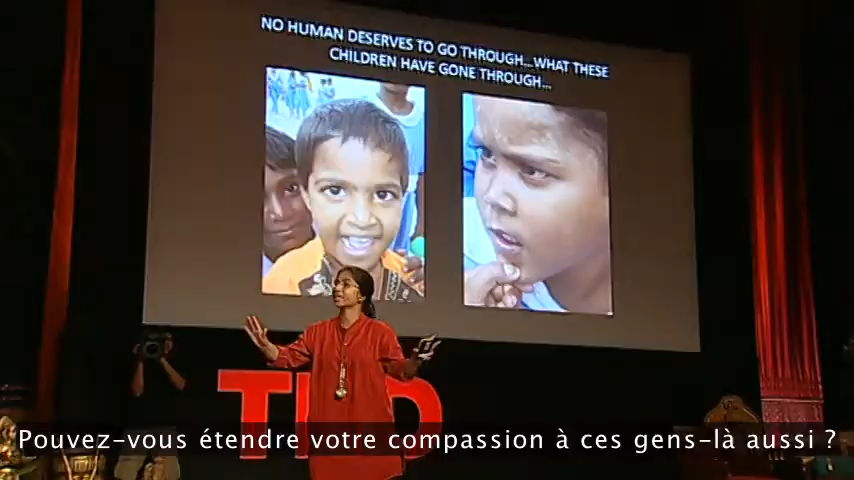 NO HUMAN DESERVES TO GO THROUGH...WHAT THESE
CHILDREN HAVE GONE THROUGH...
TED
Pouvez-vous étendre votre compassion à ces gens-là aussi ?